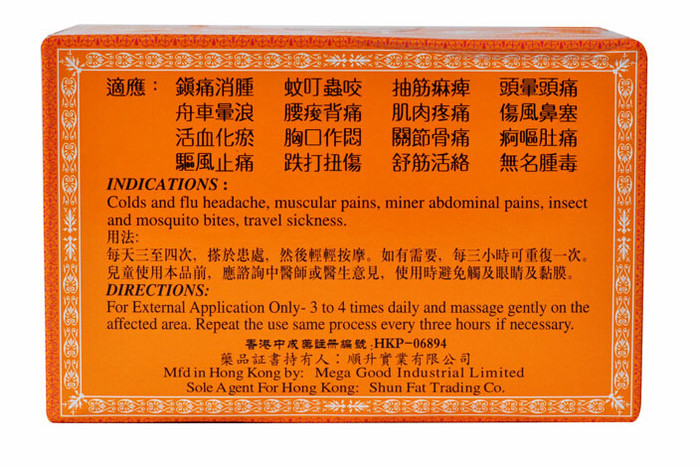 適應： 鎭痛消腫 蚊叮蟲咬 抽筋麻痺 頭暈頭痛
舟車暈浪 腰痠背痛 肌肉疼痛 傷風鼻塞
活血化瘀 胸口作悶 關節骨痛 痾嘔肚痛
驅風止痛 跌打扭傷 舒筋活絡 無名腫毒
INDICATIONS :
Colds and flu headache, muscular pains, miner abdominal pains, insect
and mosquito bites, travel sickness.
用法:
每天三至四次，搽於患處，然後輕輕按摩。如有需要，每三小時可重復一次。
兒童使用本品前，應諮詢中醫師或醫生意見，使用時避免觸及眼睛及黏膜。
DIRECTIONS:
For External Application Only- 3 to 4 times daily and massage gently on the
affected area. Repeat the use same process every three hours if necessary.
香港中成藥註冊編號:HKP-06894
藥品証書持有人：順升實業有限公司
Mfd in Hong Kong by: Mega Good Industrial Limited
Sole Agent For Hong Kong: Shun Fat Trading Co.